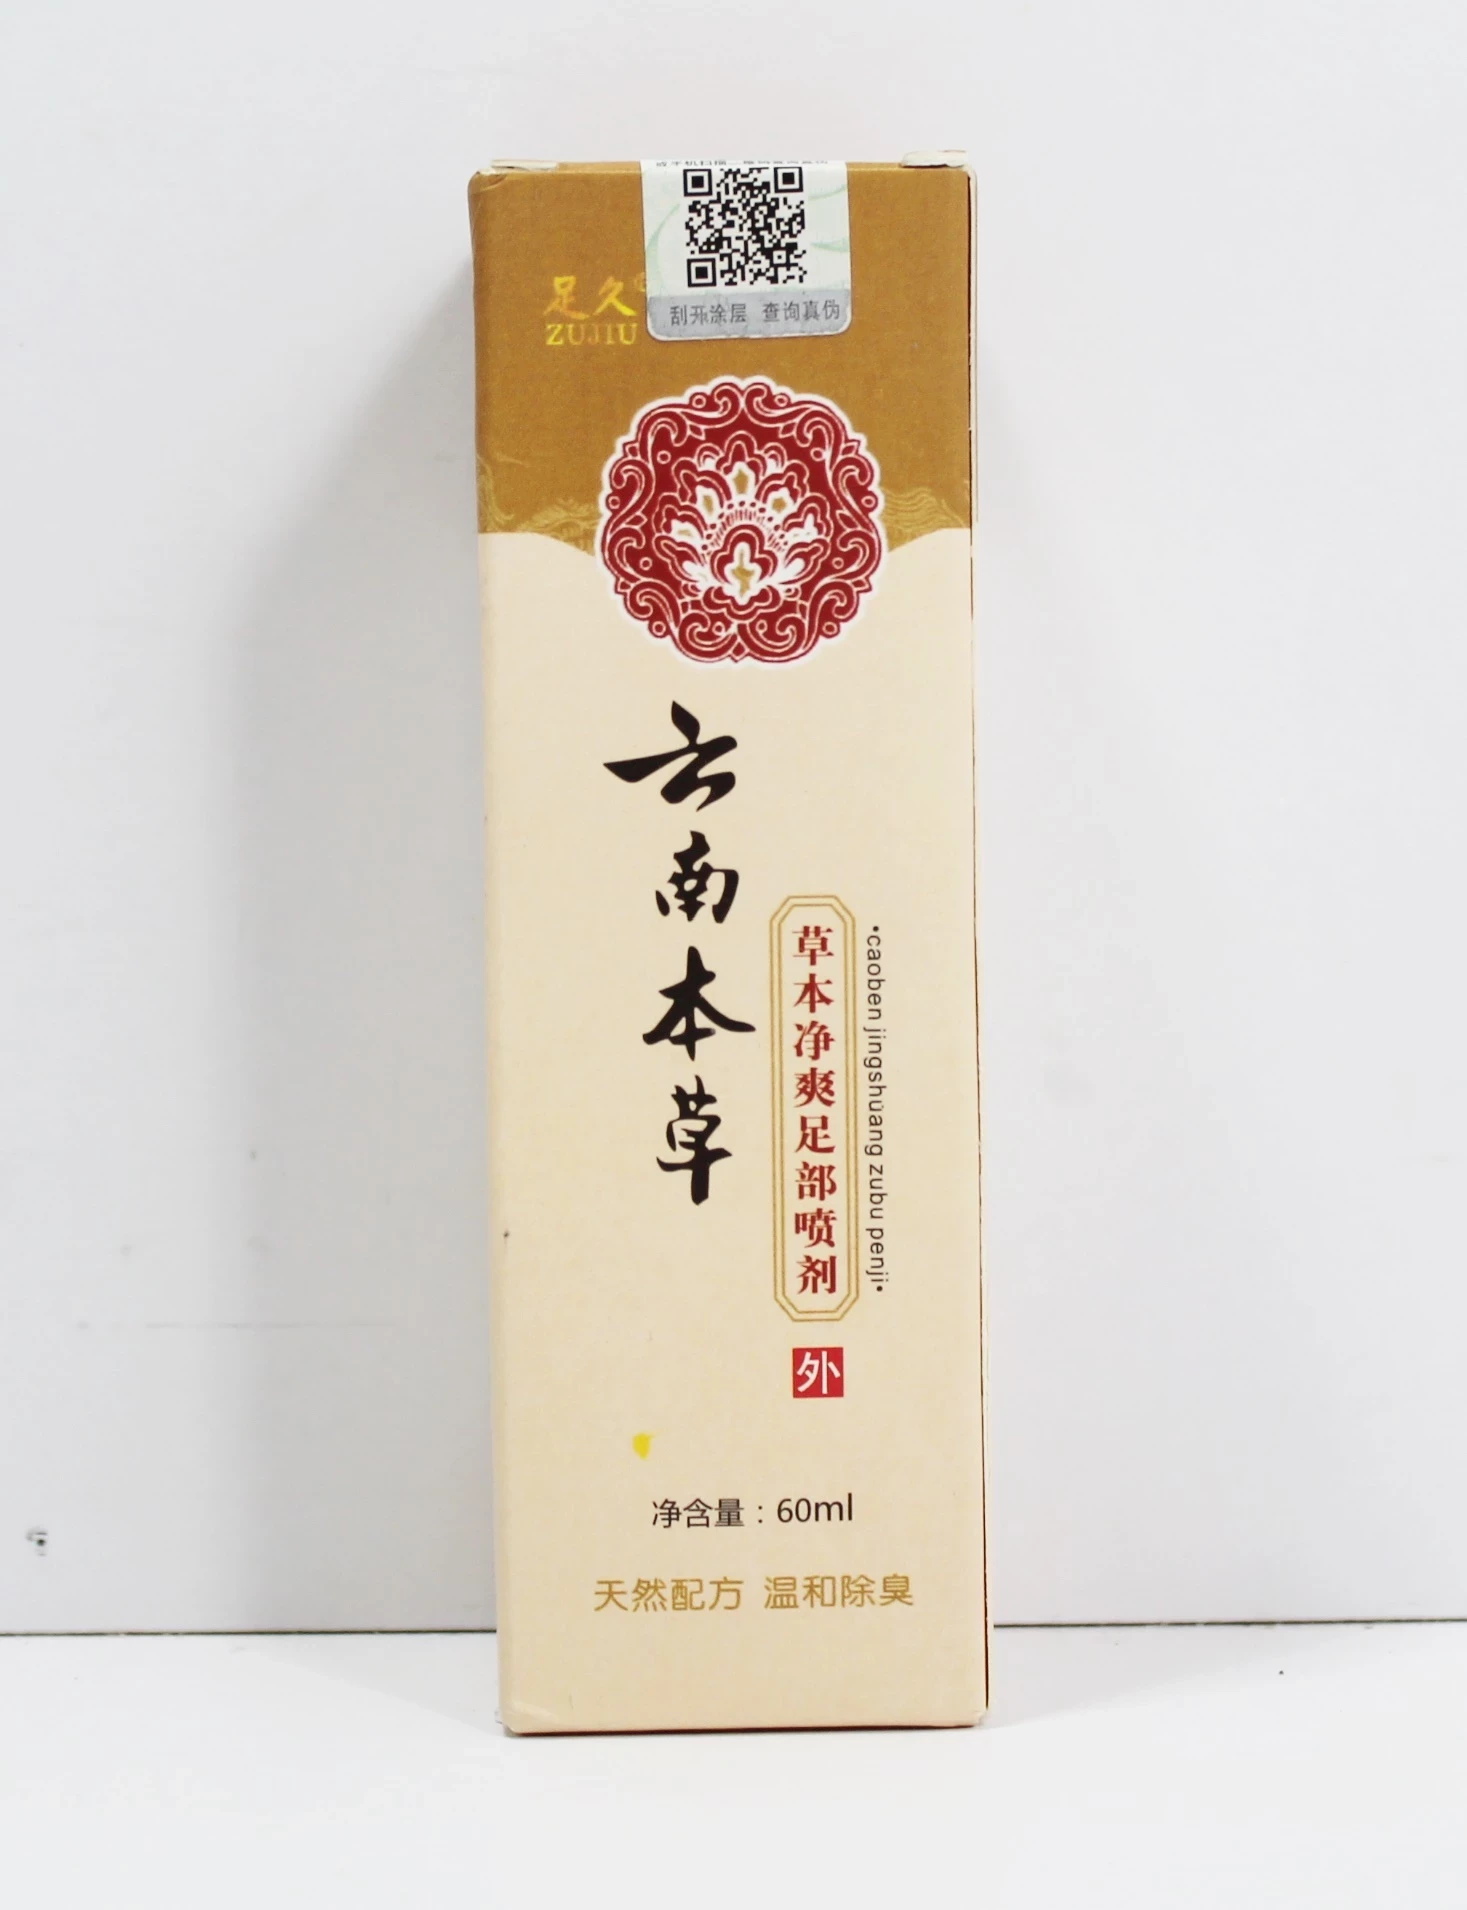 足久
ZUJIU
刮开涂层 查询真伪
云南本草
草本净爽足部喷剂
•caoben jingshuang zubu penji•
外
净含量：60ml
天然配方 温和除臭